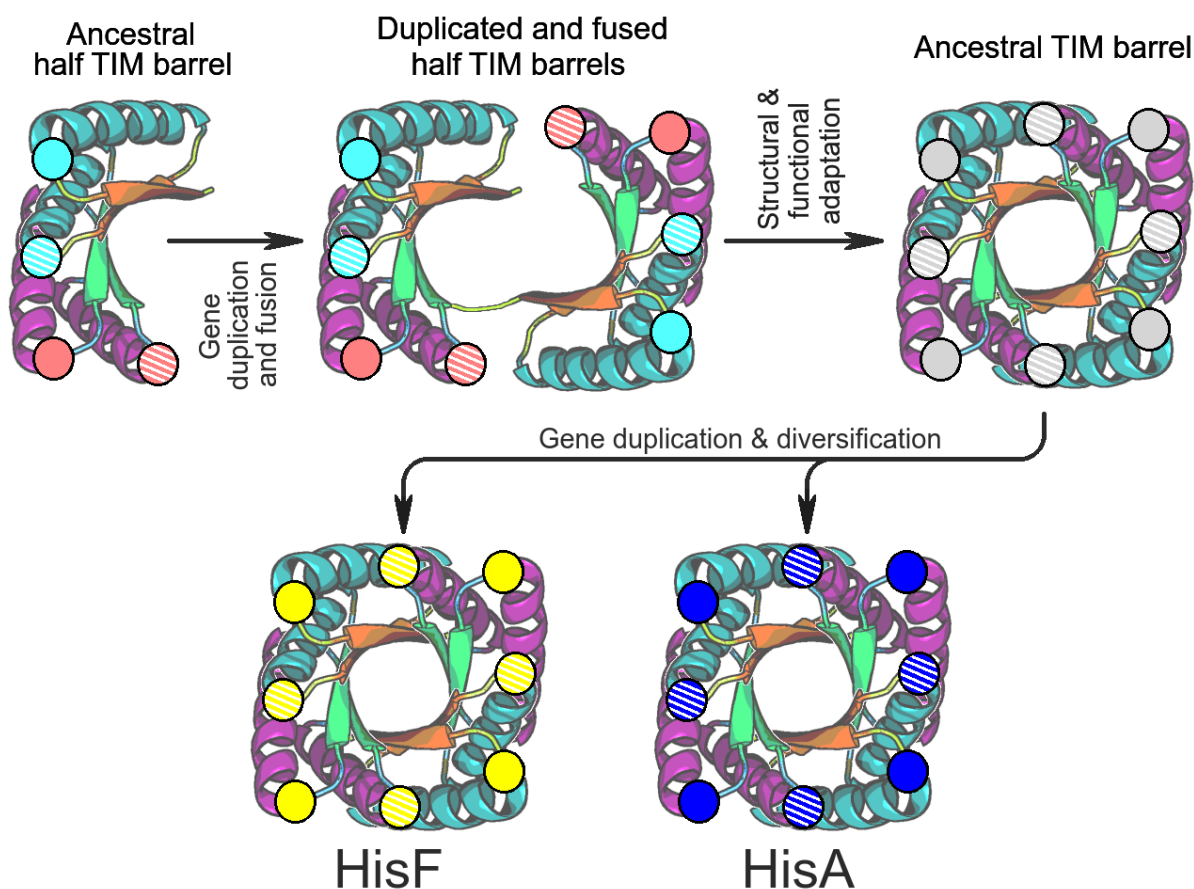 Ancestral
half TIM barrel
Duplicated and fused
half TIM barrels
Ancestral TIM barrel
Gene
duplication
and fusion
Structural &
functional
adaptation
Gene duplication & diversification
HisF
HisA